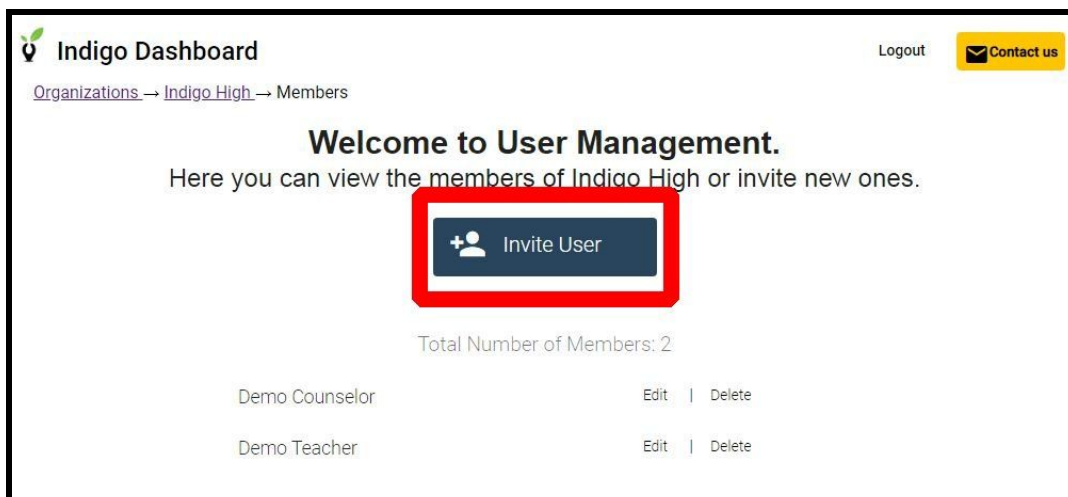 Indigo Dashboard
Logout
Contact us
Organizations → Indigo High → Members
Welcome to User Management.
Here you can view the members of Indigo High or invite new ones.
Invite User
Total Number of Members: 2
Demo Counselor Edit | Delete
Demo Teacher Edit | Delete